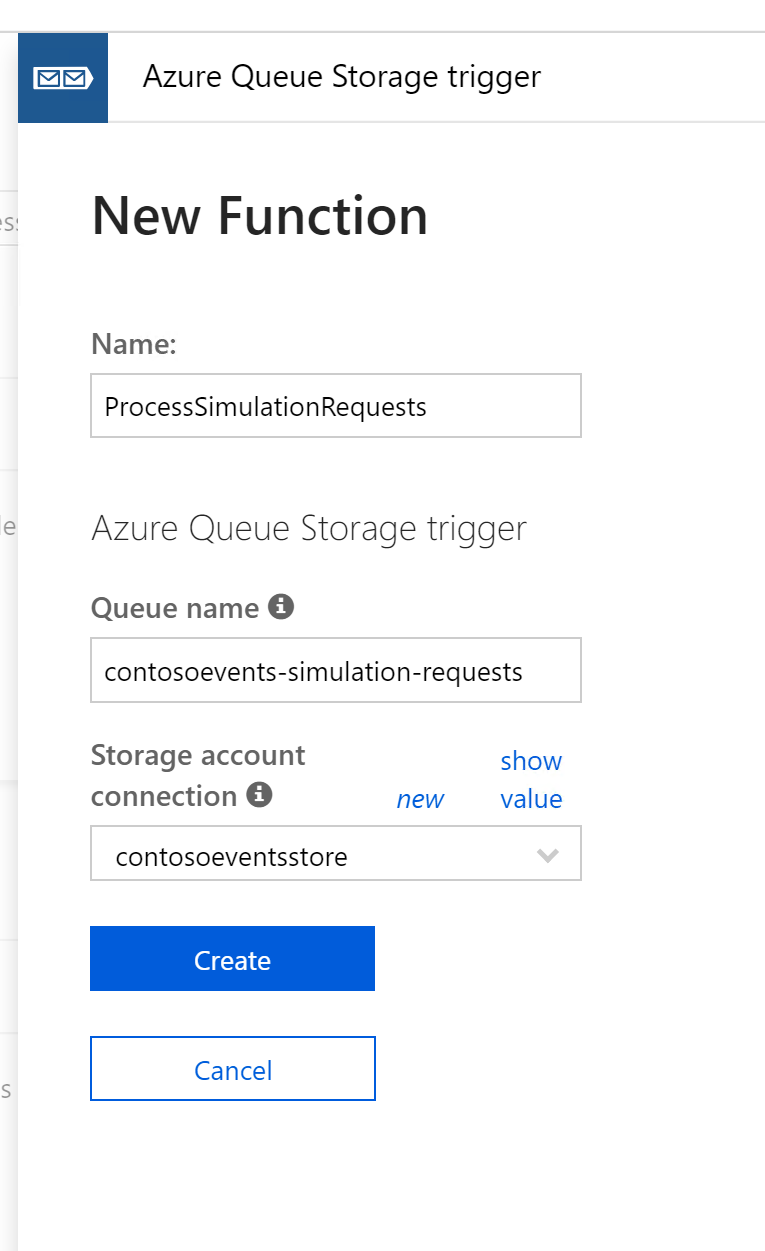 Azure Queue Storage trigger
New Function
Name:
ProcessSimulationRequests
Azure Queue Storage trigger
Queue name
contosoevents-simulation-requests
Storage account
connection
new
show
value
contosoeventsstore
Create
Cancel